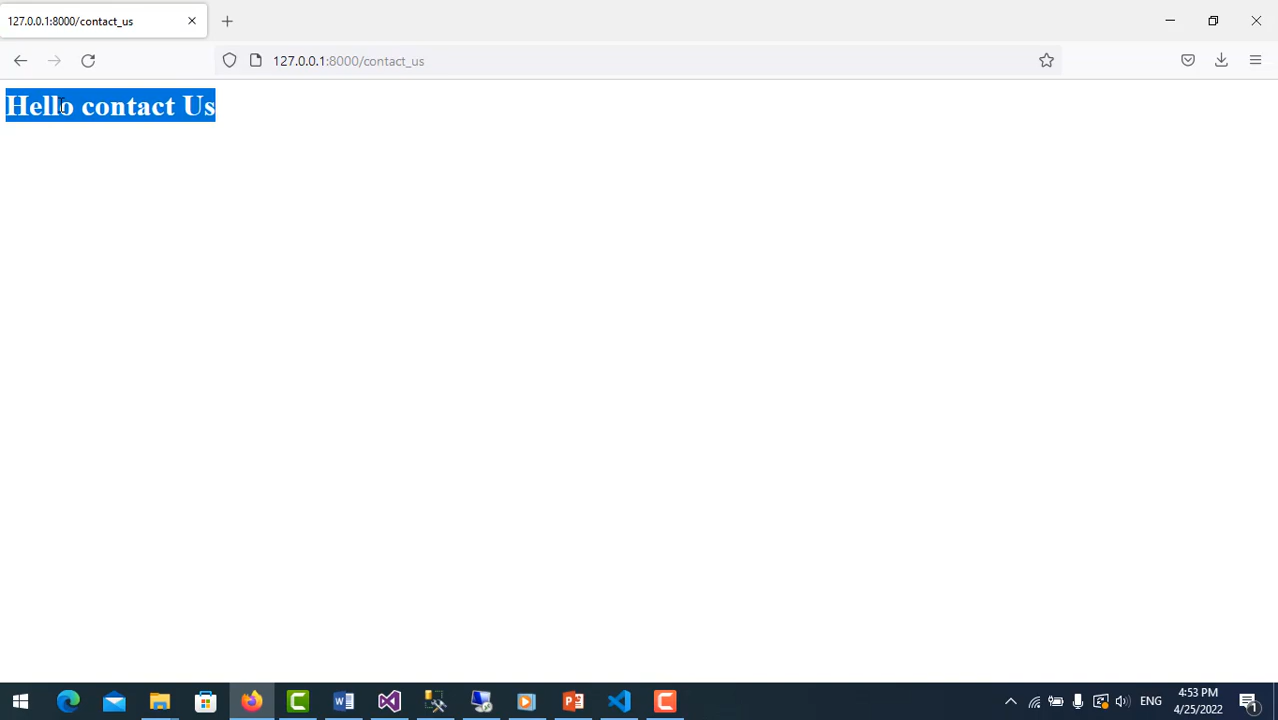 127.0.0.1:8000/contact_us
127.0.0.1:8000/contact_us
Hello contact Us
ENG
4:53 PM
4/25/2022
1